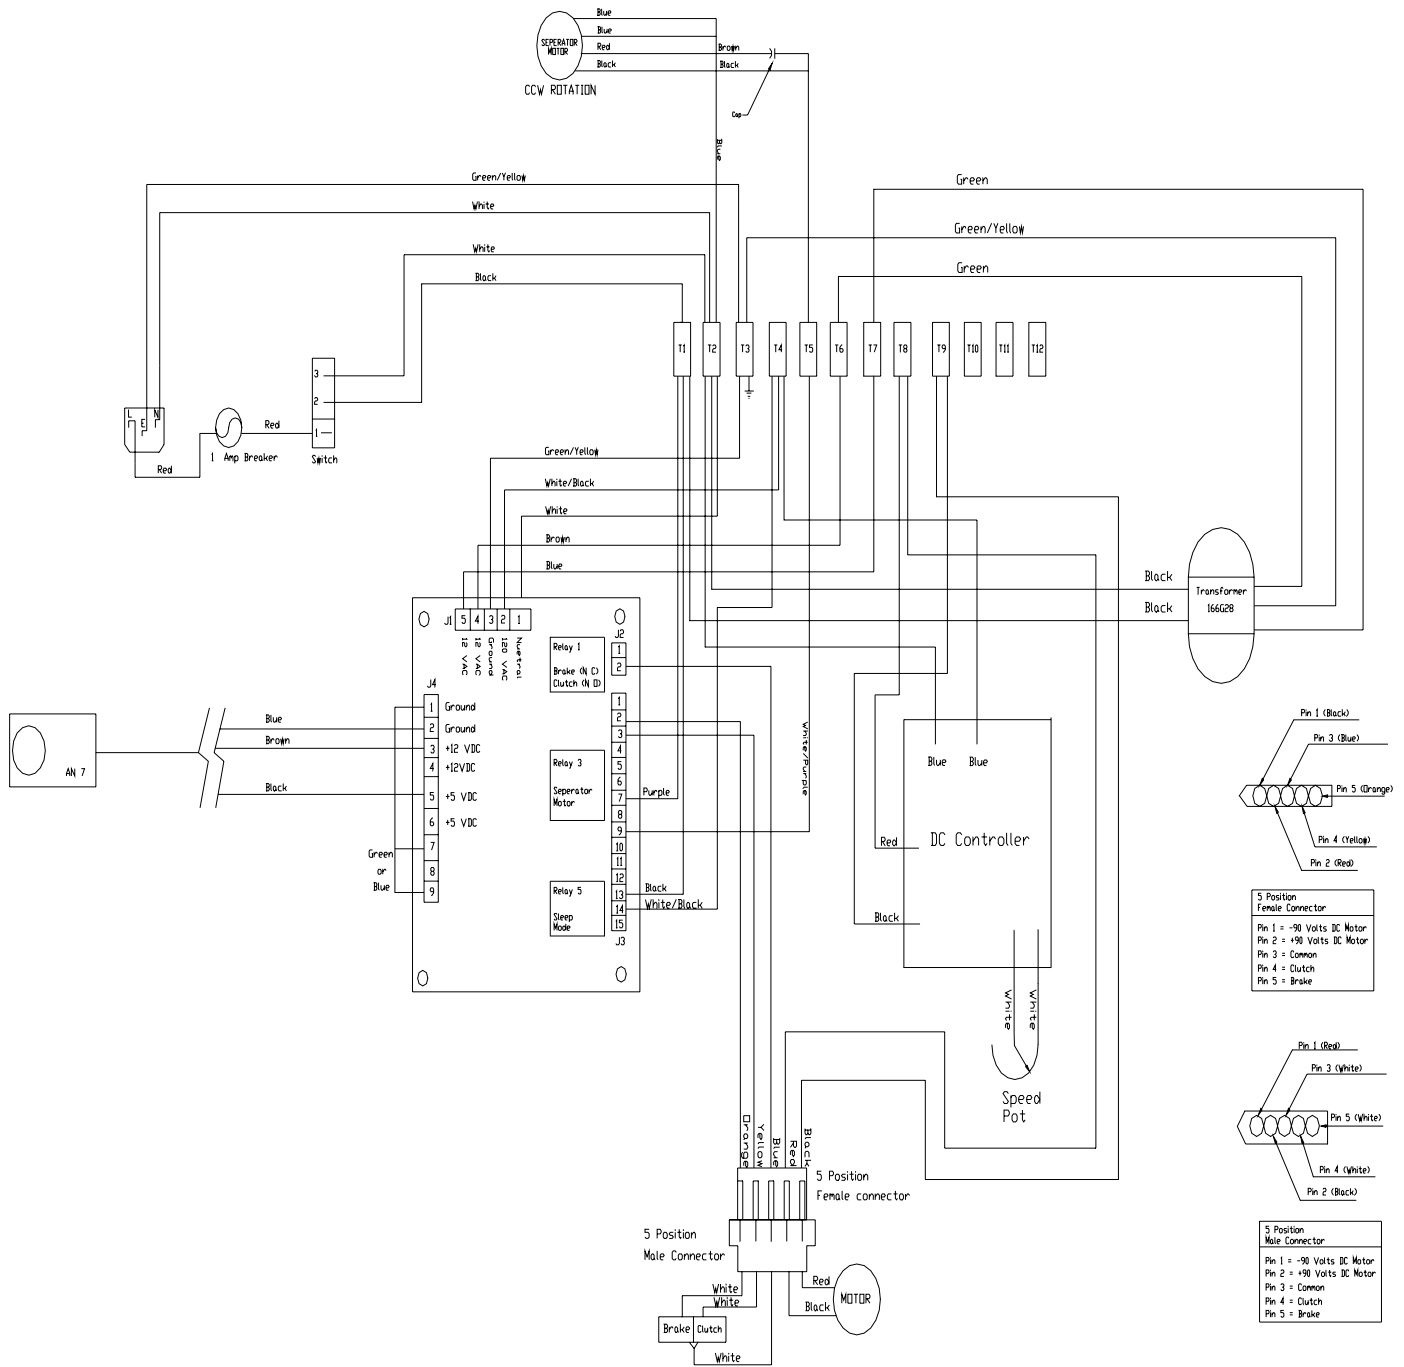 Blue
Blue
Red
Brown
Black
Black
SEPERATOR
MOTOR
CCW ROTATION
Cap
Blue
Green/Yellow
White
White
Black
Green
Green/Yellow
Green
T1
T2
T3
T4
T5
T6
T7
T8
T9
T10
T11
T12
3
2
1
Switch
L
E
N
Red
Red
1 Amp Breaker
Green/Yellow
White/Black
White
Brown
Blue
Black
Black
Transformer
166G28
J1
5
4
3
2
1
12 VAC
12 VAC
Ground
120 VAC
Nuetral
J2
1
2
Relay 1
Brake (N C)
Clutch (N O)
J4
1 Ground
2 Ground
3 +12 VDC
4 +12VDC
5 +5 VDC
6 +5 VDC
7
8
9
Green
or
Blue
Blue
Brown
Black
AN 7
Relay 3
Seperator
Motor
Relay 5
Sleep
Mode
1
2
3
4
5
6
7
8
9
10
11
12
13
14
15
J3
Purple
Black
White/Black
White/Purple
Blue
Blue
DC Controller
Red
Black
White
White
Speed
Pot
Orange
Yellow
Blue
Red
Black
5 Position
Female connector
5 Position
Male Connector
White
White
Brake
Clutch
White
Red
Black
MOTOR
Pin 1 (Black)
Pin 3 (Blue)
Pin 5 (Orange)
Pin 4 (Yellow)
Pin 2 (Red)
5 Position
Female Connector
Pin 1 = -90 Volts DC Motor
Pin 2 = +90 Volts DC Motor
Pin 3 = Common
Pin 4 = Clutch
Pin 5 = Brake
Pin 1 (Red)
Pin 3 (White)
Pin 5 (White)
Pin 4 (White)
Pin 2 (Black)
5 Position
Male Connector
Pin 1 = -90 Volts DC Motor
Pin 2 = +90 Volts DC Motor
Pin 3 = Common
Pin 4 = Clutch
Pin 5 = Brake